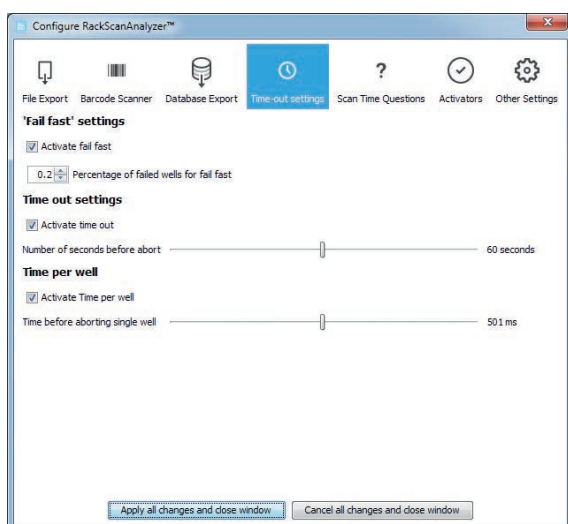 Configure RackScanAnalyzer™
File Export Barcode Scanner Database Export Time-out settings Scan Time Questions Activators Other Settings
'Fail fast' settings
Activate fail fast
0.2 Percentage of failed wells for fail fast
Time out settings
Activate time out
Number of seconds before abort 60 seconds
Time per well
Activate Time per well
Time before aborting single well 501 ms
Apply all changes and close window Cancel all changes and close window